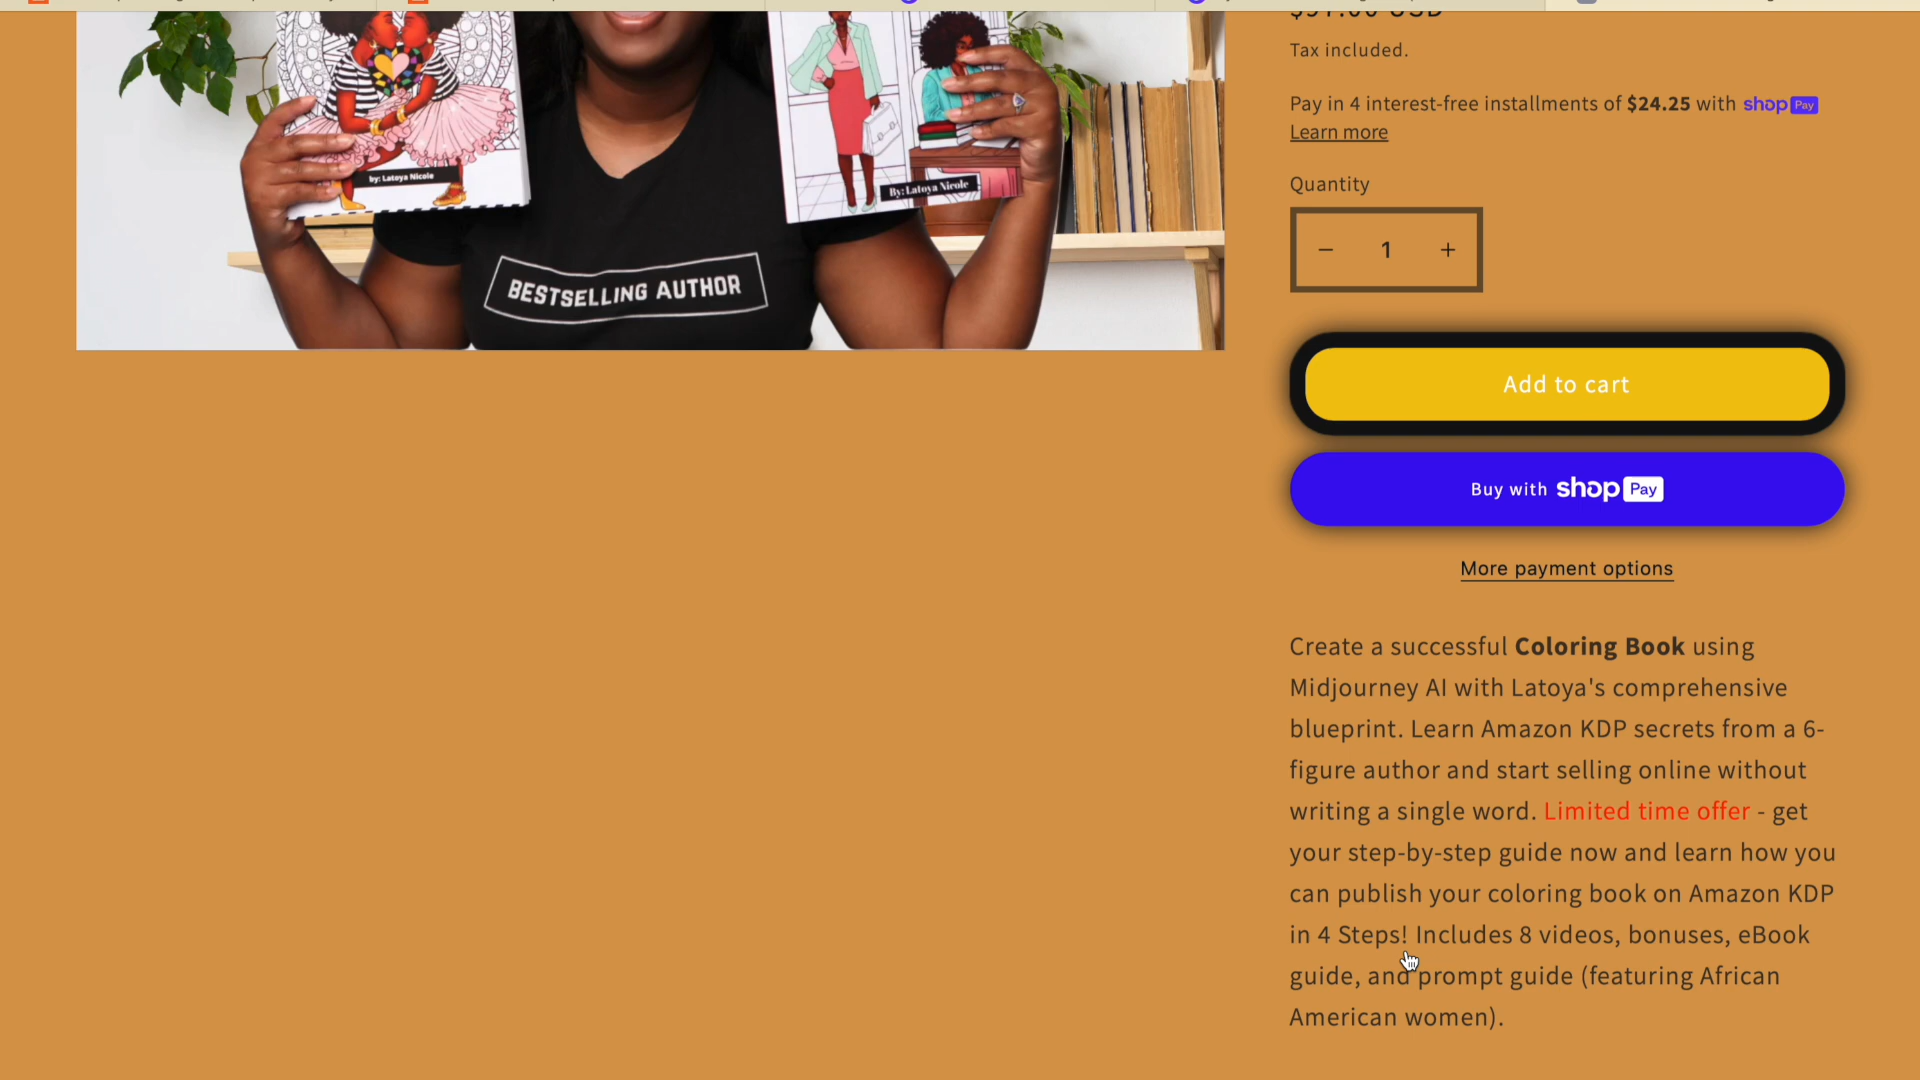 $97.00 USD
Tax included.
Pay in 4 interest-free installments of $24.25 with shop Pay
Learn more
Quantity
− 1 +
Add to cart
Buy with shop Pay
More payment options
Create a successful Coloring Book using
Midjourney AI with Latoya's comprehensive
blueprint. Learn Amazon KDP secrets from a 6-
figure author and start selling online without
writing a single word. Limited time offer - get
your step-by-step guide now and learn how you
can publish your coloring book on Amazon KDP
in 4 Steps! Includes 8 videos, bonuses, eBook
guide, and prompt guide (featuring African
American women).
by: Latoya Nicole
By: Latoya Nicole
BESTSELLING AUTHOR